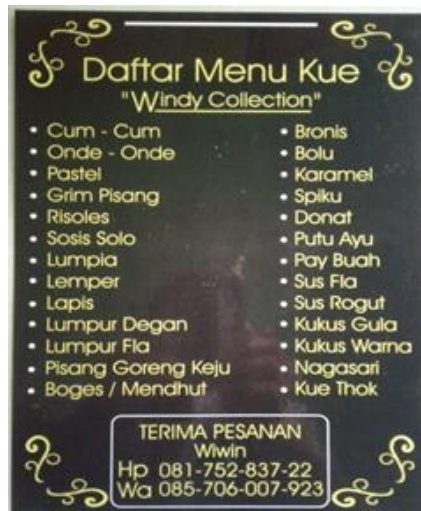 Daftar Menu Kue
"Windy Collection"
• Cum - Cum
• Onde - Onde
• Pastel
• Grim Pisang
• Risoles
• Sosis Solo
• Lumpia
• Lemper
• Lapis
• Lumpur Degan
• Lumpur Fla
• Pisang Goreng Keju
• Boges / Mendhut
• Bronis
• Bolu
• Karamel
• Spiku
• Donat
• Putu Ayu
• Pay Buah
• Sus Fla
• Sus Rogut
• Kukus Gula
• Kukus Warna
• Nagasari
• Kue Thok
TERIMA PESANAN
Wiwin
Hp 081-752-837-22
Wa 085-706-007-923